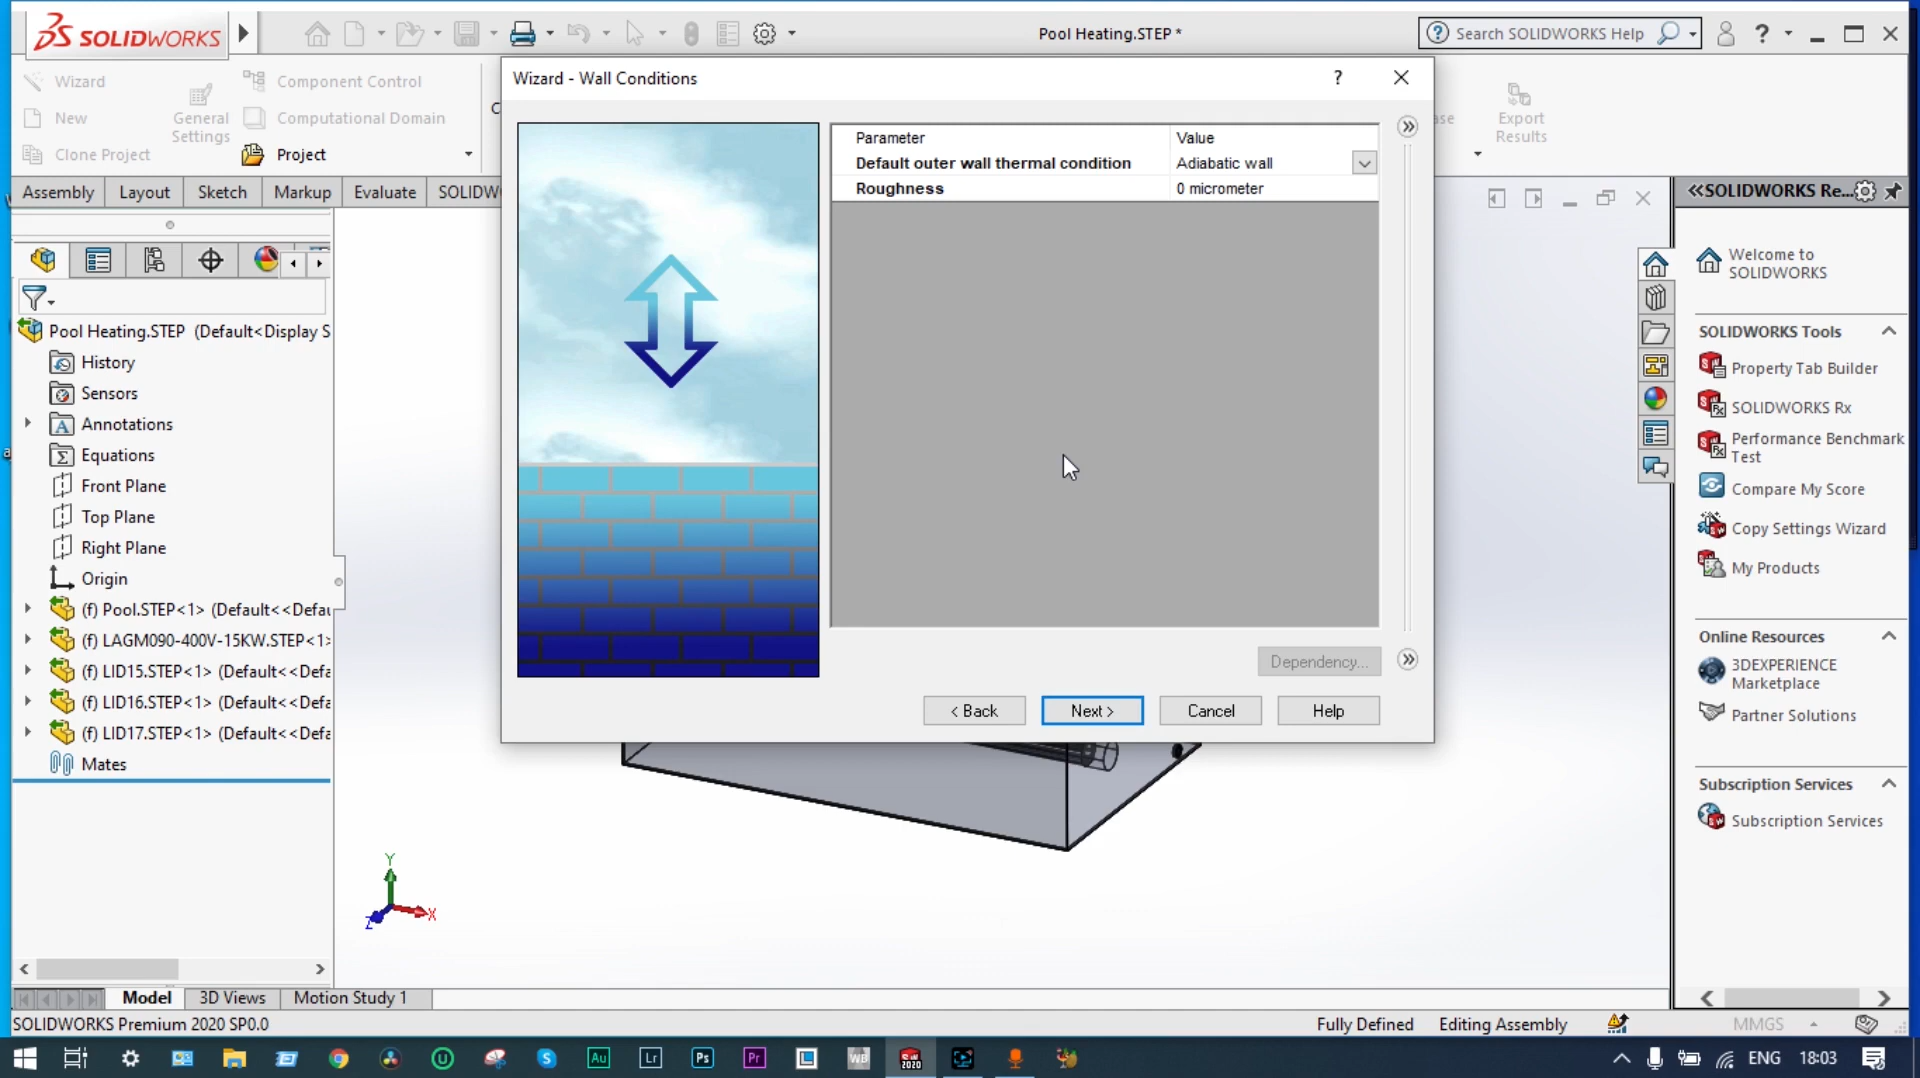 SOLIDWORKS
Pool Heating.STEP *
Search SOLIDWORKS Help
?
Wizard
Component Control
New
General
Settings
Computational Domain
Clone Project
Project
Export
Results
Assembly
Layout
Sketch
Markup
Evaluate
SOLIDW
Wizard - Wall Conditions
?
Parameter
Value
Default outer wall thermal condition
Adiabatic wall
Roughness
0 micrometer
Dependency...
< Back
Next >
Cancel
Help
Pool Heating.STEP (Default<Display S
History
Sensors
Annotations
Equations
Front Plane
Top Plane
Right Plane
Origin
(f) Pool.STEP<1> (Default<<Defau
(f) LAGM090-400V-15KW.STEP<1>
(f) LID15.STEP<1> (Default<<Defa
(f) LID16.STEP<1> (Default<<Defa
(f) LID17.STEP<1> (Default<<Defa
Mates
Y
X
Z
SOLIDWORKS Re...
Welcome to
SOLIDWORKS
SOLIDWORKS Tools
Property Tab Builder
SOLIDWORKS Rx
Performance Benchmark
Test
Compare My Score
Copy Settings Wizard
My Products
Online Resources
3DEXPERIENCE
Marketplace
Partner Solutions
Subscription Services
Subscription Services
Model
3D Views
Motion Study 1
SOLIDWORKS Premium 2020 SP0.0
Fully Defined
Editing Assembly
MMGS
Au
Lr
Ps
Pr
WB
SW
2020
ENG
18:03